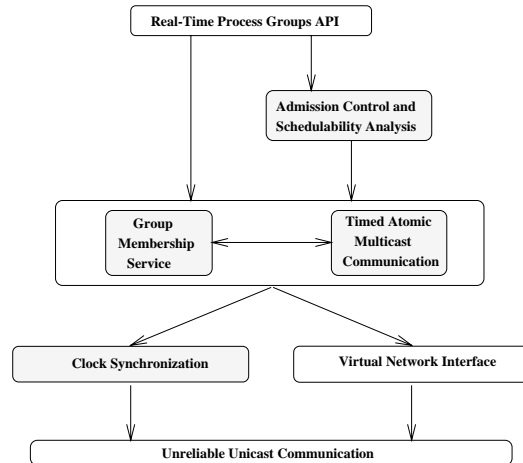 Real-Time Process Groups API
Admission Control and
Schedulability Analysis
Group
Membership
Service
Timed Atomic
Multicast
Communication
Clock Synchronization
Virtual Network Interface
Unreliable Unicast Communication